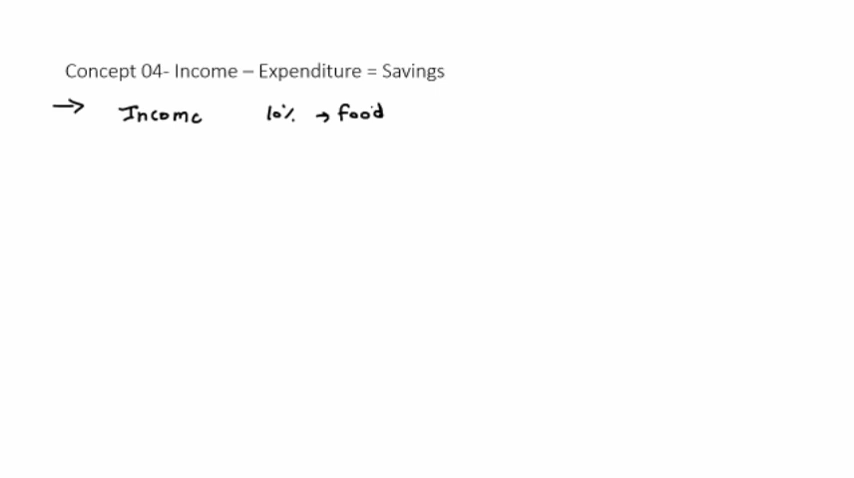 Concept 04- Income – Expenditure = Savings
→ Income 10% → food